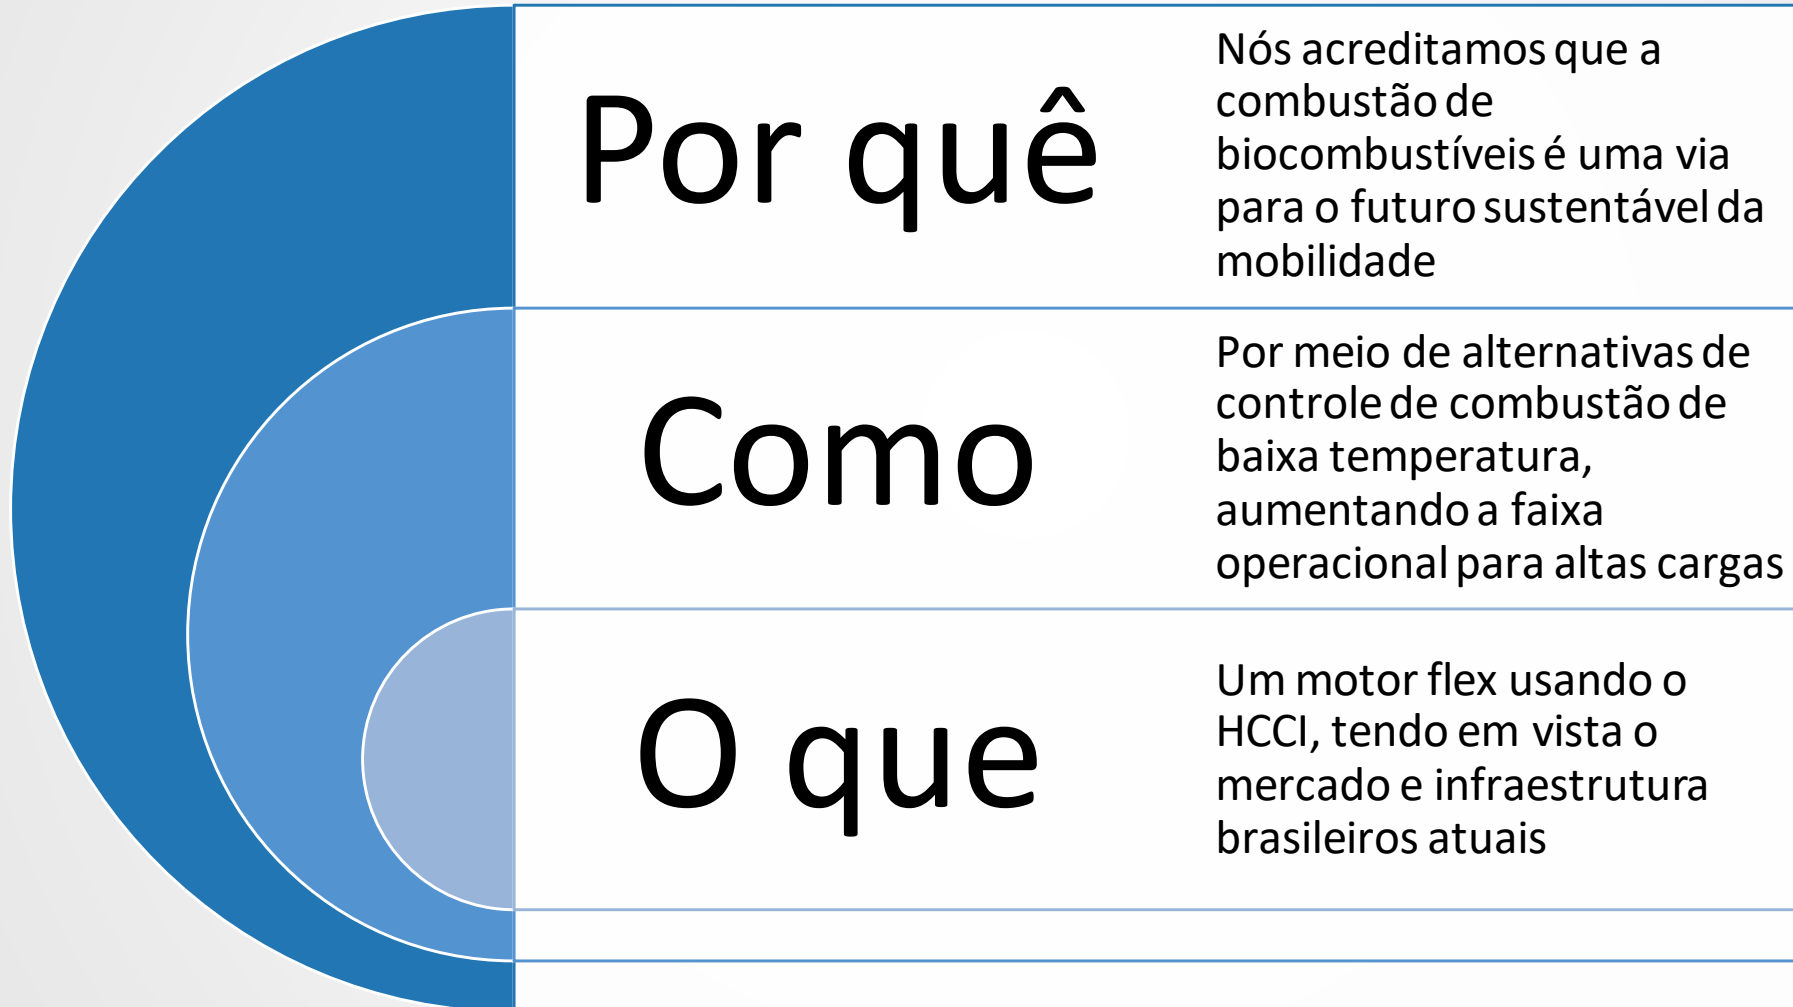 Por quê
Nós acreditamos que a
combustão de
biocombustíveis é uma via
para o futuro sustentável da
mobilidade
Como
Por meio de alternativas de
controle de combustão de
baixa temperatura,
aumentando a faixa
operacional para altas cargas
O que
Um motor flex usando o
HCCI, tendo em vista o
mercado e infraestrutura
brasileiros atuais